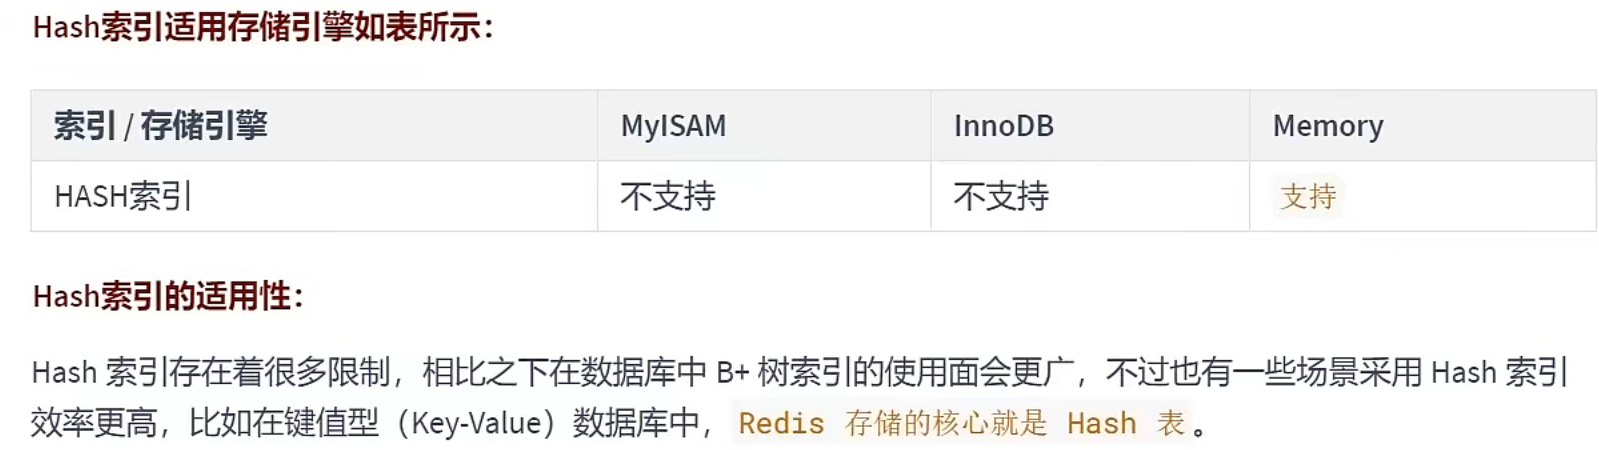 Hash索引适用存储引擎如表所示：
索引 / 存储引擎 MyISAM InnoDB Memory
HASH索引 不支持 不支持 支持
Hash索引的适用性：
Hash 索引存在着很多限制，相比之下在数据库中 B+ 树索引的使用面会更广，不过也有一些场景采用 Hash 索引
效率更高，比如在键值型（Key-Value）数据库中，Redis 存储的核心就是 Hash 表。